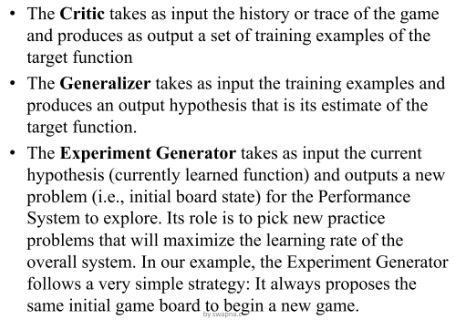 • The Critic takes as input the history or trace of the game
and produces as output a set of training examples of the
target function
• The Generalizer takes as input the training examples and
produces an output hypothesis that is its estimate of the
target function.
• The Experiment Generator takes as input the current
hypothesis (currently learned function) and outputs a new
problem (i.e., initial board state) for the Performance
System to explore. Its role is to pick new practice
problems that will maximize the learning rate of the
overall system. In our example, the Experiment Generator
follows a very simple strategy: It always proposes the
same initial game board to begin a new game.
by swapna